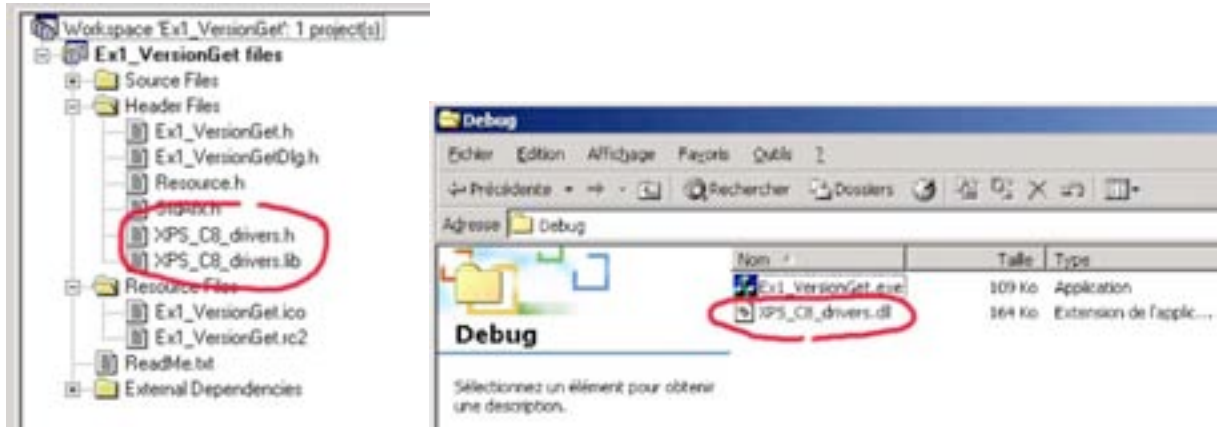 Workspace 'Ex1_VersionGet': 1 project(s)
Ex1_VersionGet files
Source Files
Header Files
Ex1_VersionGet.h
Ex1_VersionGetDlg.h
Resource.h
StdAfx.h
XPS_C8_drivers.h
XPS_C8_drivers.lib
Resource Files
Ex1_VersionGet.ico
Ex1_VersionGet.rc2
ReadMe.txt
External Dependencies
Debug
Fichier Edition Affichage Favoris Outils ?
Précédente Rechercher Dossiers
Adresse Debug
Nom Taille Type
Ex1_VersionGet.exe 109 Ko Application
XPS_C8_drivers.dll 164 Ko Extension de l'applic...
Debug
Sélectionnez un élément pour obtenir
une description.